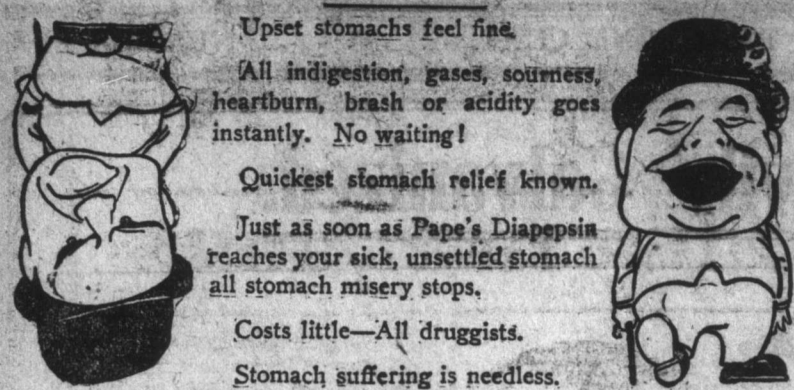 Upset stomachs feel fine.
All indigestion, gases, sourness,
heartburn, brash or acidity goes
instantly. No waiting!
Quickest stomach relief known.
Just as soon as Pape's Diapepsin
reaches your sick, unsettled stomach
all stomach misery stops.
Costs little—All druggists.
Stomach suffering is needless.